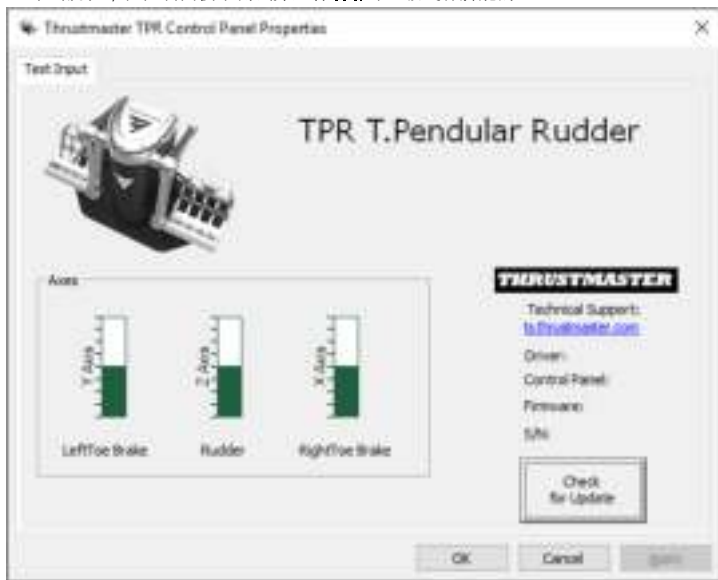 Thrustmaster TPR Control Panel Properties
Test Input
TPR T.Pendular Rudder
Axes
Y Axis
Z Axis
X Axis
LeftToe Brake
Rudder
RightToe Brake
THRUSTMASTER
Technical Support:
ts.thrustmaster.com
Driver:
Control Panel:
Firmware:
S/N:
Check
for Update
OK
Cancel